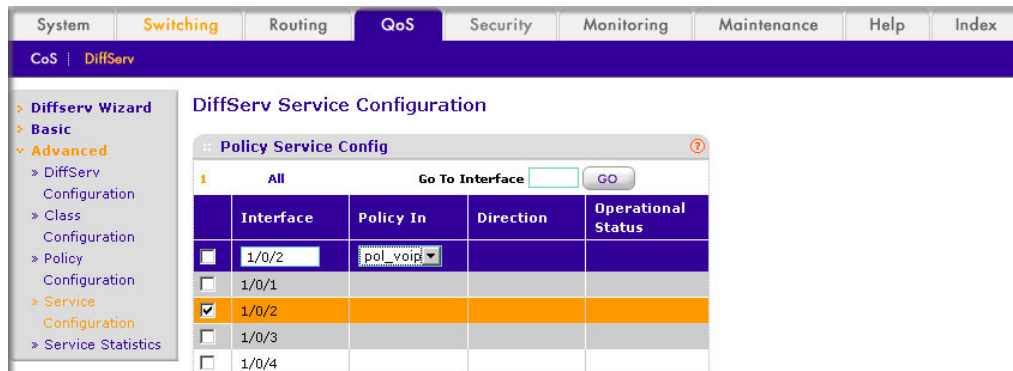 System Switching Routing QoS Security Monitoring Maintenance Help Index
CoS | DiffServ
Diffserv Wizard
Basic
Advanced
» DiffServ
Configuration
» Class
Configuration
» Policy
Configuration
» Service
Configuration
» Service Statistics
DiffServ Service Configuration
:: Policy Service Config ?
1 All Go To Interface GO
Interface Policy In Direction Operational
Status
1/0/2 pol_voip
1/0/1
1/0/2
1/0/3
1/0/4